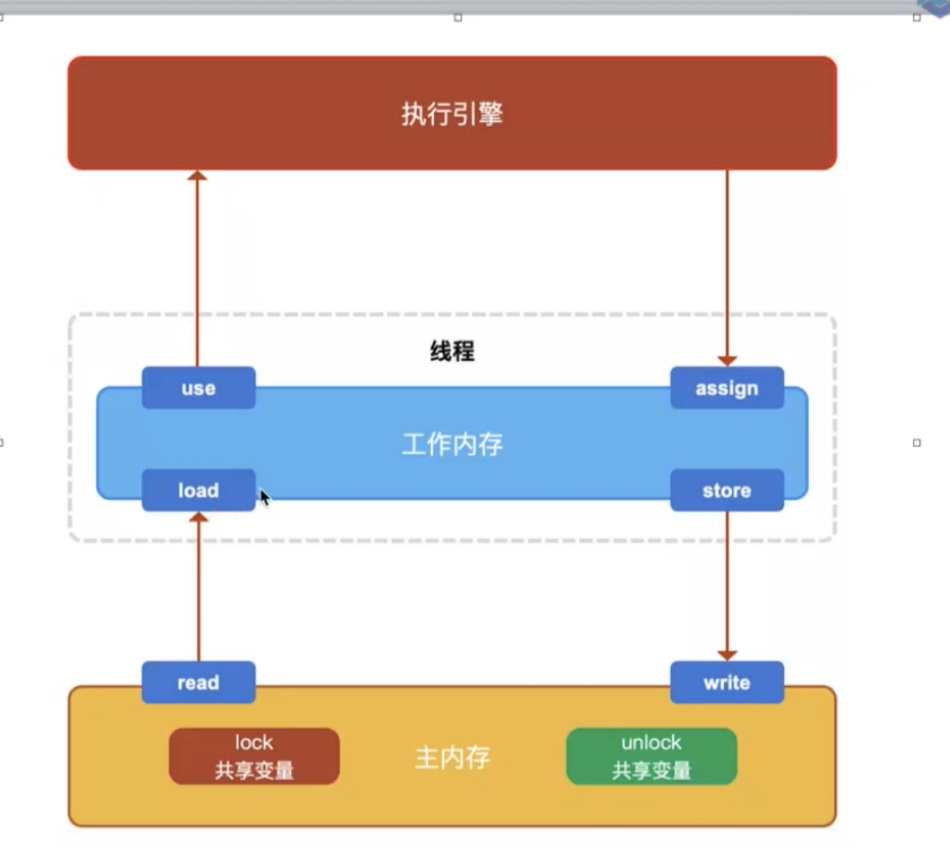 执行引擎
线程
use
assign
工作内存
load
store
read
write
lock
共享变量
主内存
unlock
共享变量